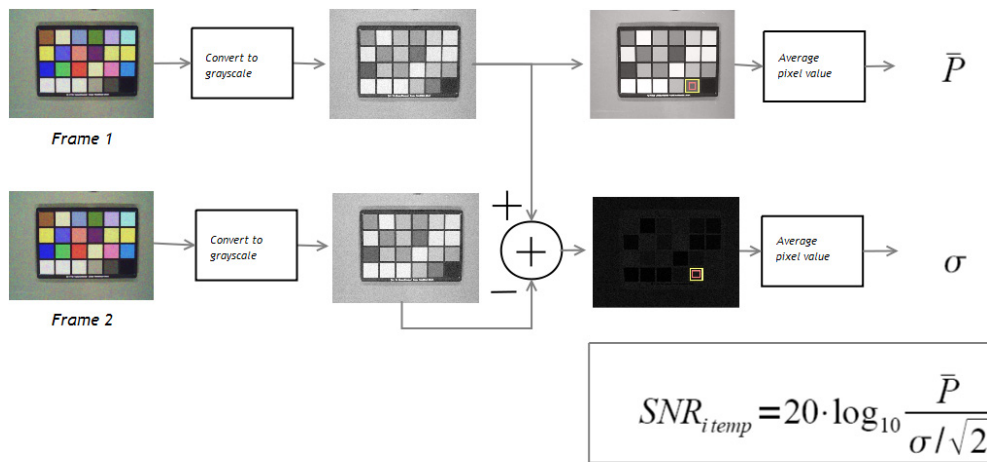 Convert to
grayscale
Average
pixel value
P̄
Frame 1
+
Convert to
grayscale
+
−
Average
pixel value
σ
Frame 2
SNR_{i temp} = 20·log₁₀ P̄ / (σ/√2)